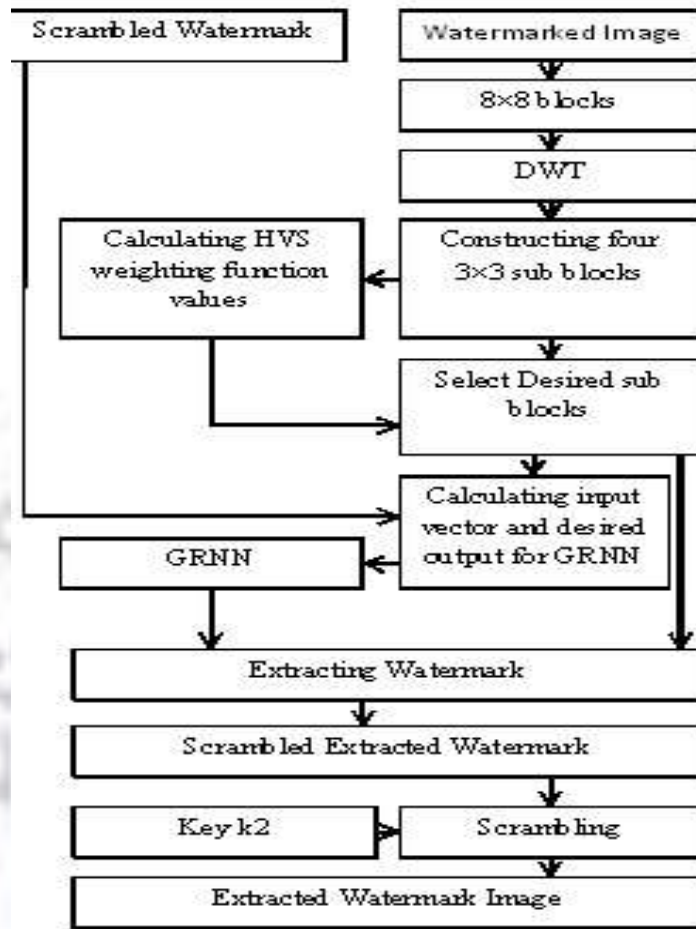 Scrambled Watermark
Watermarked Image
8×8 blocks
DWT
Calculating HVS
weighting function
values
Constructing four
3×3 sub blocks
Select Desired sub
blocks
Calculating input
vector and desired
output for GRNN
GRNN
Extracting Watermark
Scrambled Extracted Watermark
Key k2
Scrambling
Extracted Watermark Image